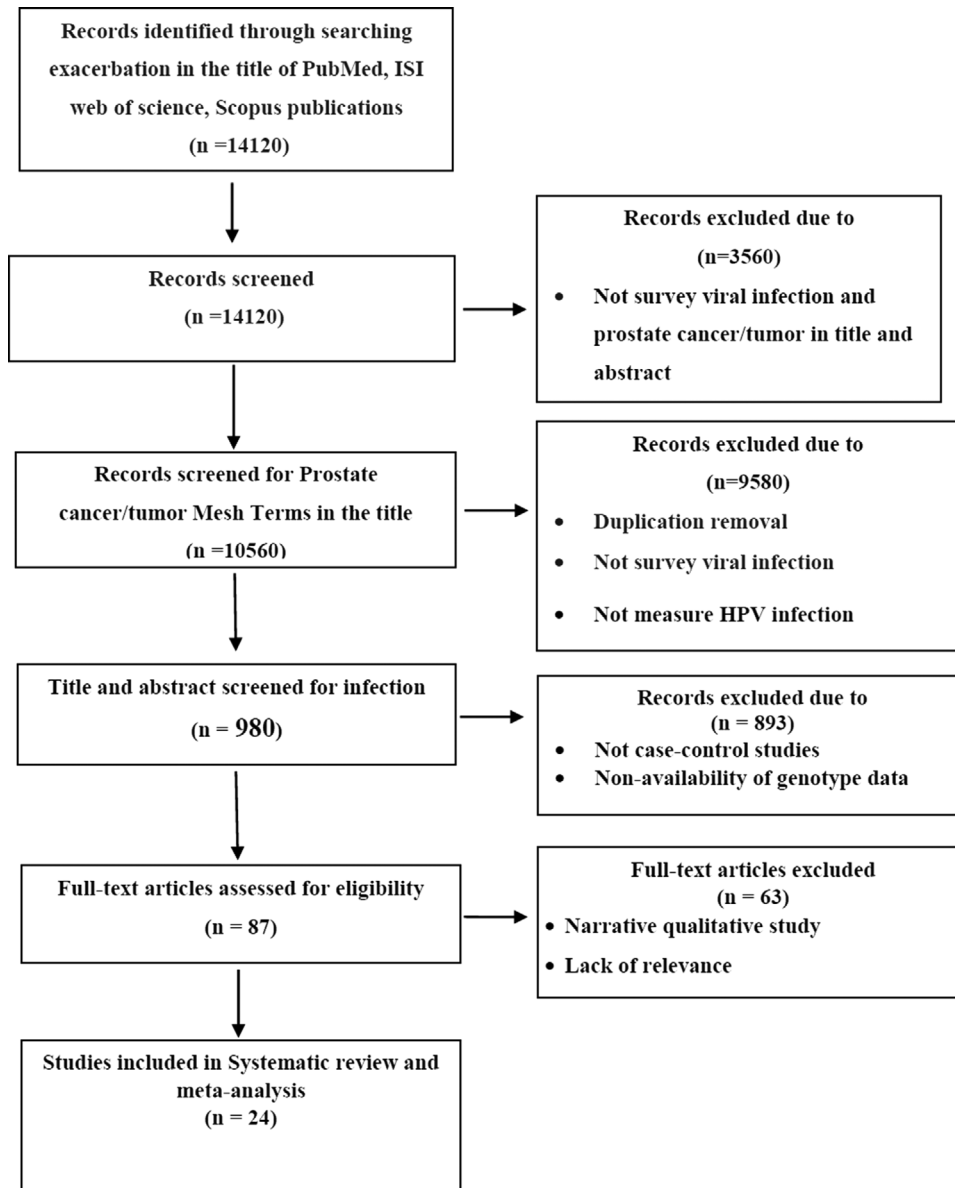 Records identified through searching
exacerbation in the title of PubMed, ISI
web of science, Scopus publications
(n =14120)
Records excluded due to
(n=3560)
• Not survey viral infection and
prostate cancer/tumor in title and
abstract
Records screened
(n =14120)
Records excluded due to
(n=9580)
• Duplication removal
• Not survey viral infection
• Not measure HPV infection
Records screened for Prostate
cancer/tumor Mesh Terms in the title
(n =10560)
Title and abstract screened for infection
(n = 980)
Records excluded due to
(n = 893)
• Not case-control studies
• Non-availability of genotype data
Full-text articles assessed for eligibility
(n = 87)
Full-text articles excluded
(n = 63)
• Narrative qualitative study
• Lack of relevance
Studies included in Systematic review and
meta-analysis
(n = 24)